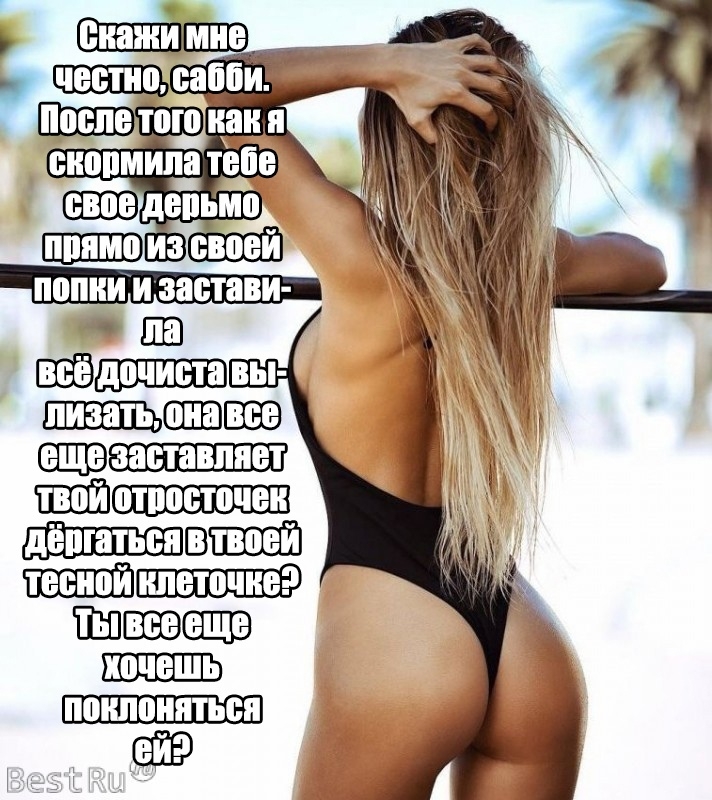 Скажи мне
честно, сабби.
После того как я
скормила тебе
свое дерьмо
прямо из своей
попки и застави-
ла
всё дочиста вы-
лизать, она все
еще заставляет
твой отросточек
дёргаться в твоей
тесной клеточке?
Ты все еще
хочешь
поклоняться
ей?
BestRu.ru